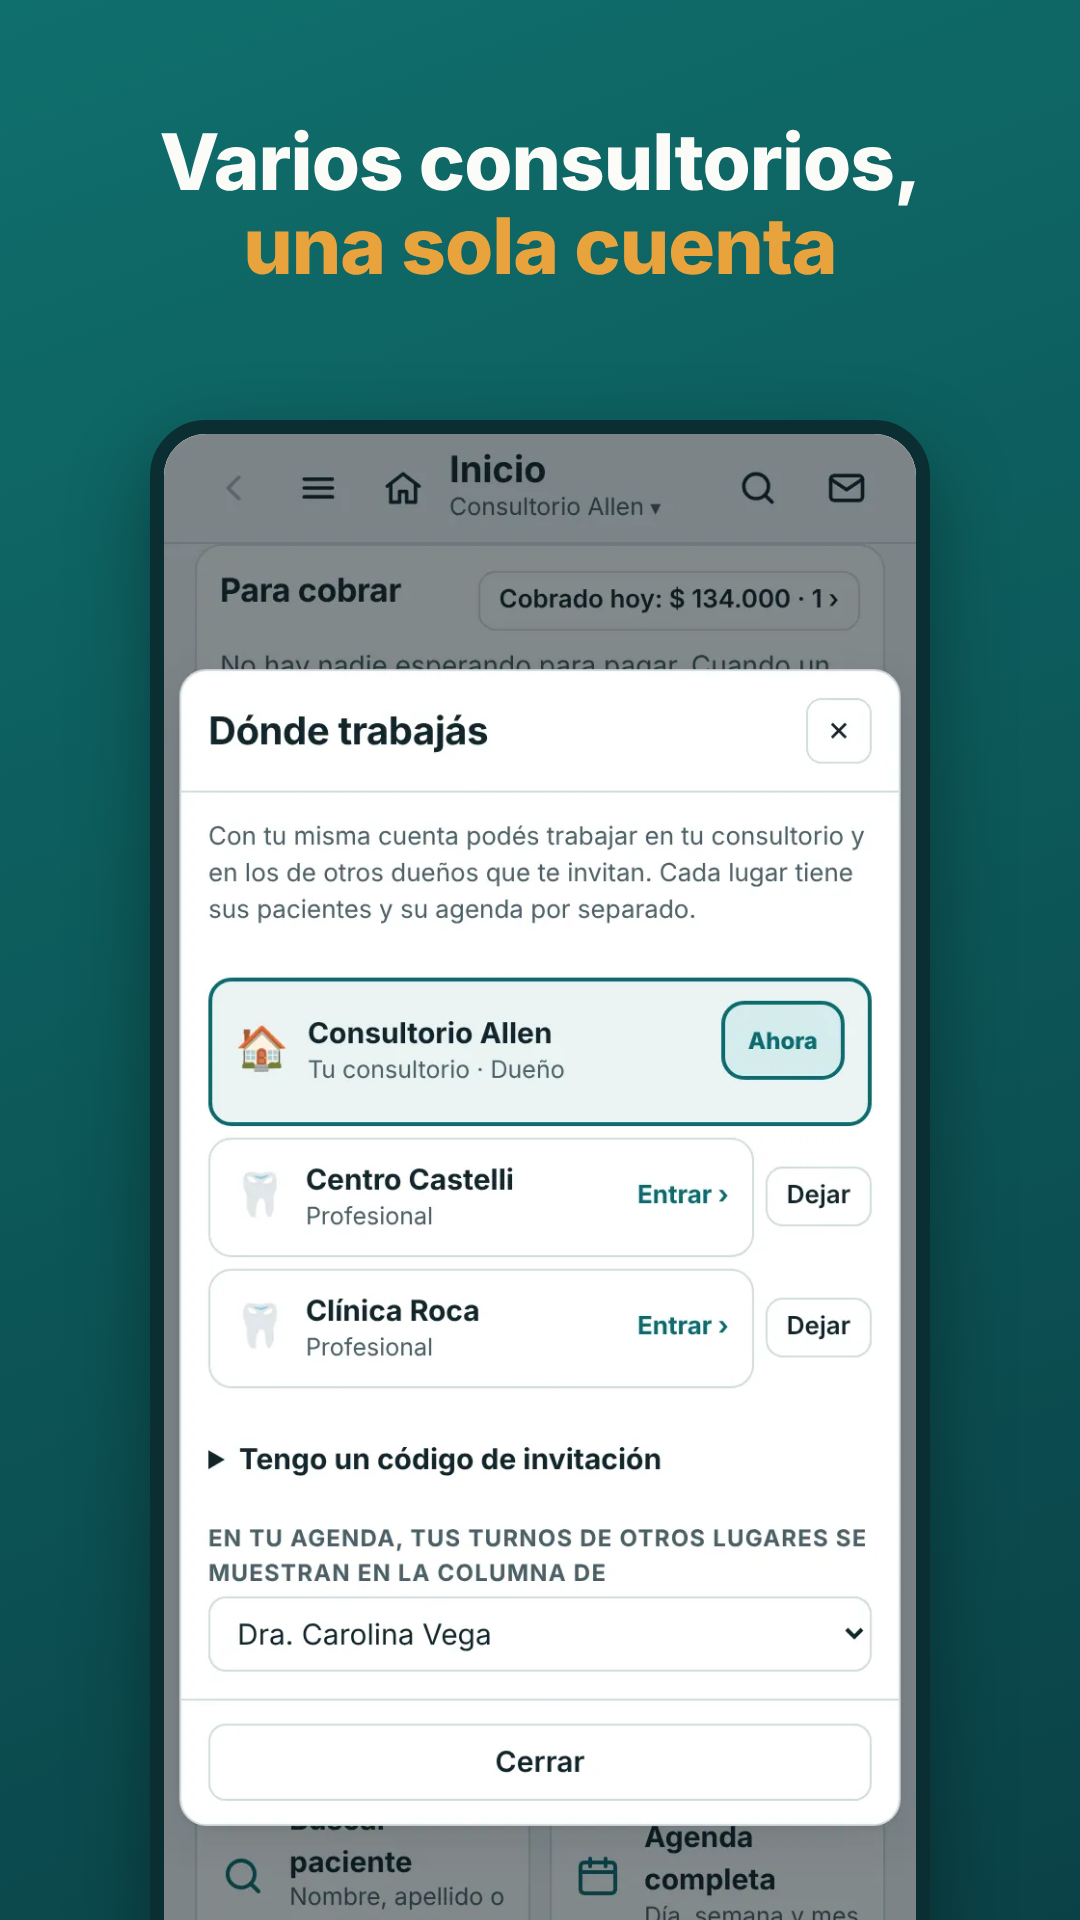 Varios consultorios,
una sola cuenta
Inicio
Consultorio Allen ▾
Para cobrar
Cobrado hoy: $ 134.000 · 1 ›
No hay nadie esperando para pagar. Cuando un
Dónde trabajás
×
Con tu misma cuenta podés trabajar en tu consultorio y
en los de otros dueños que te invitan. Cada lugar tiene
sus pacientes y su agenda por separado.
Consultorio Allen
Tu consultorio · Dueño
Ahora
Centro Castelli
Profesional
Entrar ›
Dejar
Clínica Roca
Profesional
Entrar ›
Dejar
▶ Tengo un código de invitación
EN TU AGENDA, TUS TURNOS DE OTROS LUGARES SE
MUESTRAN EN LA COLUMNA DE
Dra. Carolina Vega
Cerrar
Buscar
paciente
Nombre, apellido o
Agenda
completa
Día, semana y mes